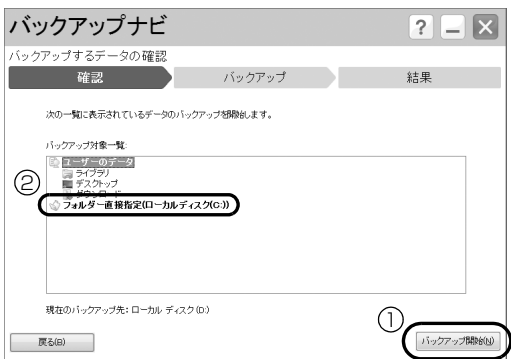 バックアップナビ
? – X
バックアップするデータの確認
確認 バックアップ 結果
次の一覧に表示されているデータのバックアップを開始します。
バックアップ対象一覧:
ユーザーのデータ
ライブラリ
② デスクトップ
ダウンロード
フォルダー直接指定(ローカルディスク(C:))
現在のバックアップ先: ローカル ディスク (D:)
①
戻る(B) バックアップ開始(N)